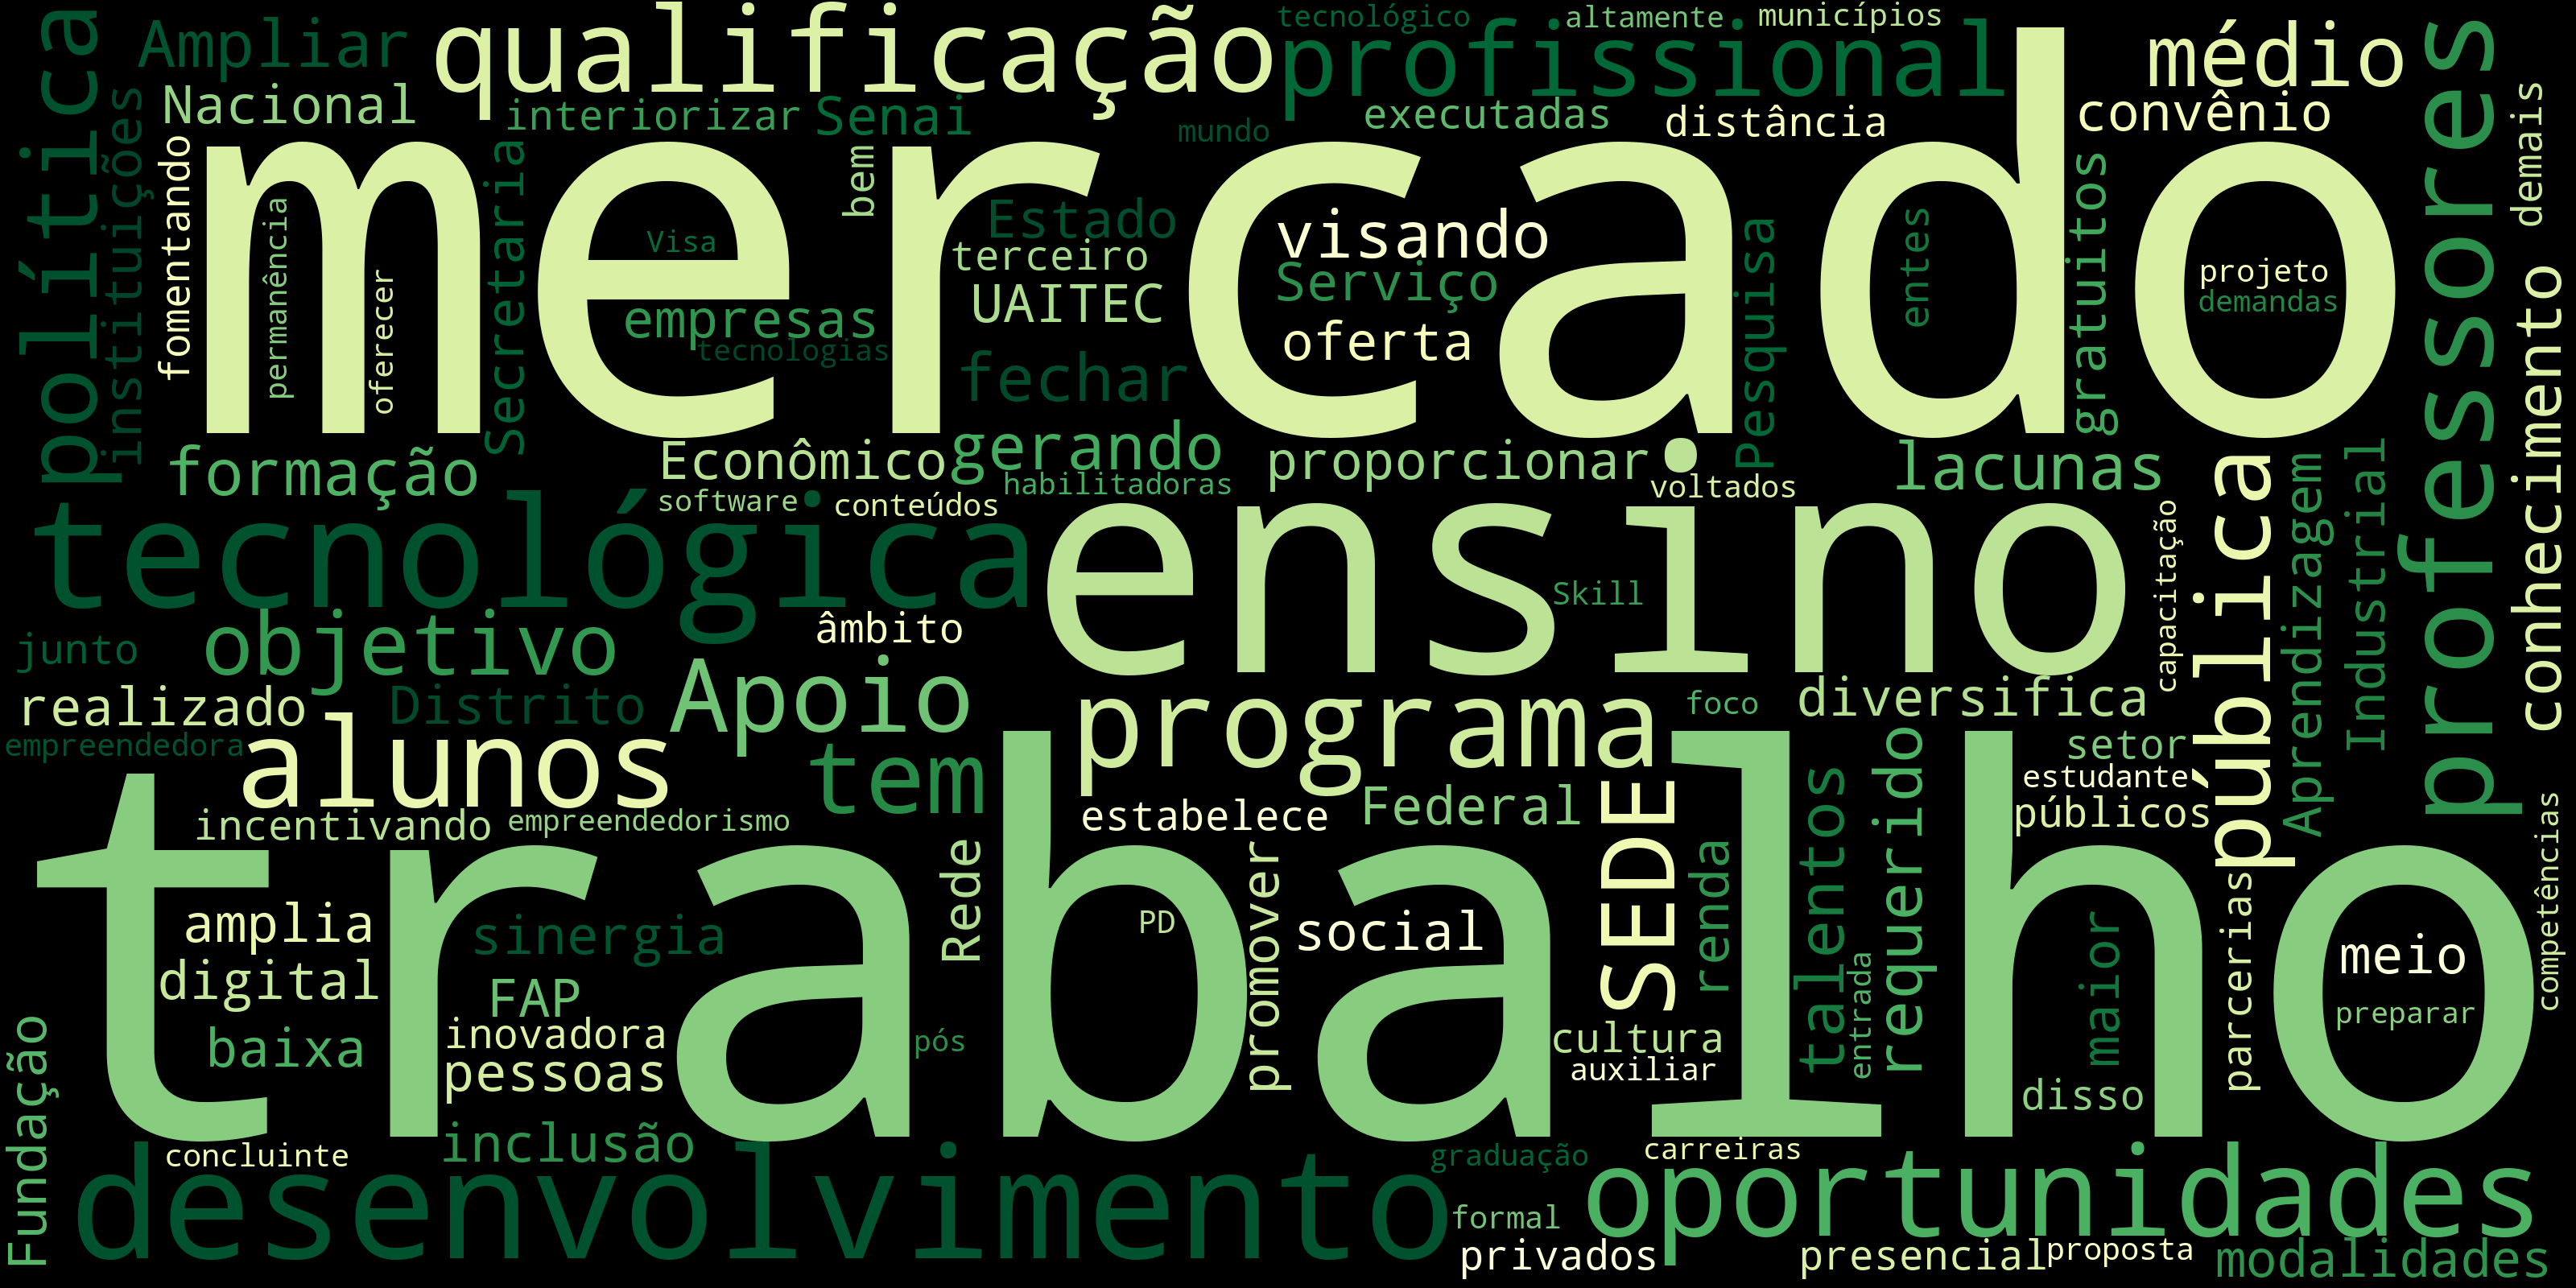 tecnológico
altamente
municípios
política
Ampliar
qualificação
profissional
médio
professores
Nacional
interiorizar
Senai
executadas
distância
convênio
demais
instituições
fomentando
mundo
mercado
Secretaria
bem
permanência
oferecer
Visa
Estado
terceiro
UAITEC
visando
Serviço
oferta
Pesquisa
entes
gratuitos
projeto
demandas
empresas
tecnologias
fechar
conhecimento
formação
Econômico
gerando
proporcionar
lacunas
software
conteúdos
habilitadoras
voltados
tecnológica
ensino
Skill
capacitação
pública
Aprendizagem
Industrial
junto
objetivo
âmbito
realizado
Distrito
Apoio
programa
foco
diversifica
empreendedora
alunos
tem
setor
estudante
públicos
incentivando
empreendedorismo
estabelece
Federal
SEDE
renda
talentos
requerido
competências
trabalho
Rede
promover
amplia
sinergia
PD
social
maior
parcerias
meio
digital
FAP
entrada
preparar
inovadora
baixa
pessoas
pós
cultura
auxiliar
disso
Fundação
inclusão
concluinte
graduação
carreiras
desenvolvimento
oportunidades
formal
privados
presencial
proposta
modalidades